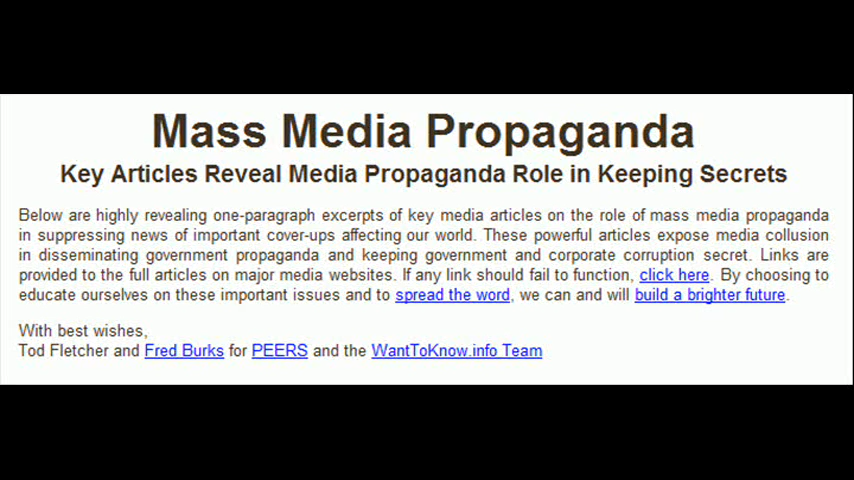 Mass Media Propaganda
Key Articles Reveal Media Propaganda Role in Keeping Secrets
Below are highly revealing one-paragraph excerpts of key media articles on the role of mass media propaganda
in suppressing news of important cover-ups affecting our world. These powerful articles expose media collusion
in disseminating government propaganda and keeping government and corporate corruption secret. Links are
provided to the full articles on major media websites. If any link should fail to function, click here. By choosing to
educate ourselves on these important issues and to spread the word, we can and will build a brighter future.
With best wishes,
Tod Fletcher and Fred Burks for PEERS and the WantToKnow.info Team